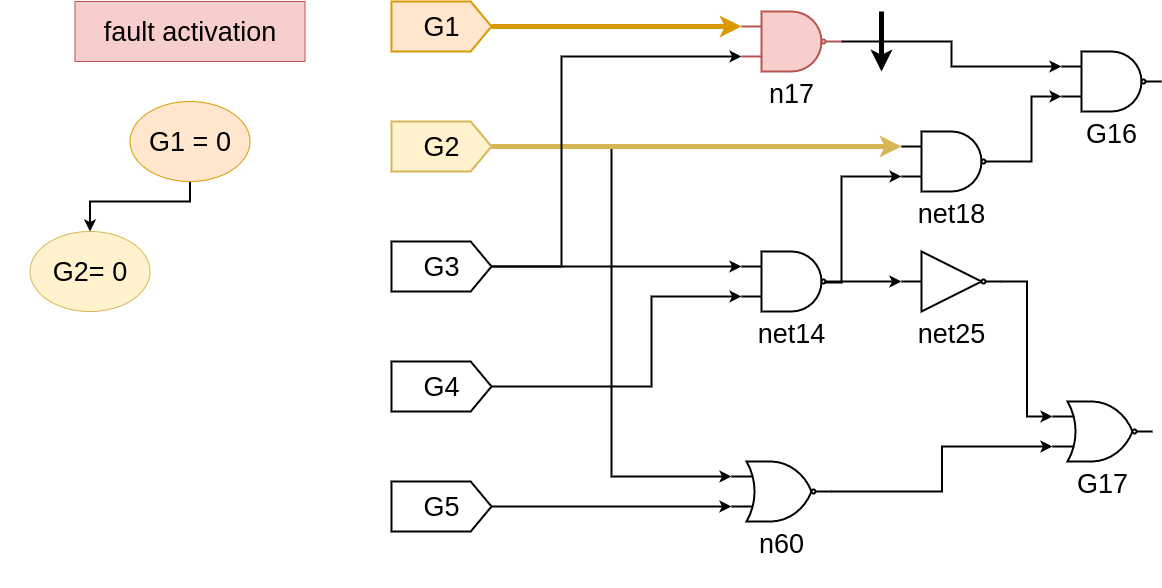 fault activation
G1 = 0
G2= 0
G1
G2
G3
G4
G5
n17
G16
net18
net14
net25
G17
n60